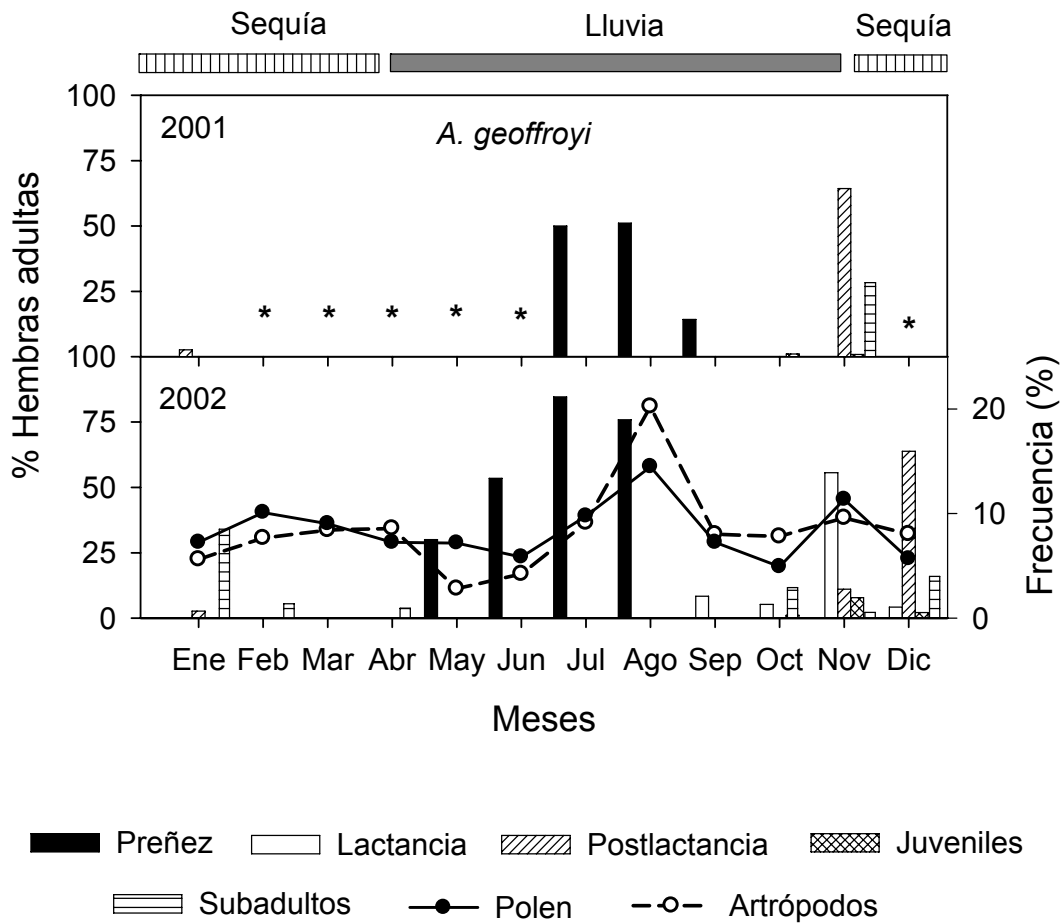 Sequía Lluvia Sequía
100
2001 A. geoffroyi
75
50
25
* * * * * *
100
2002
75
50
25
0
20
10
0
% Hembras adultas
Frecuencia (%)
Ene Feb Mar Abr May Jun Jul Ago Sep Oct Nov Dic
Meses
Preñez Lactancia Postlactancia Juveniles
Subadultos Polen Artrópodos